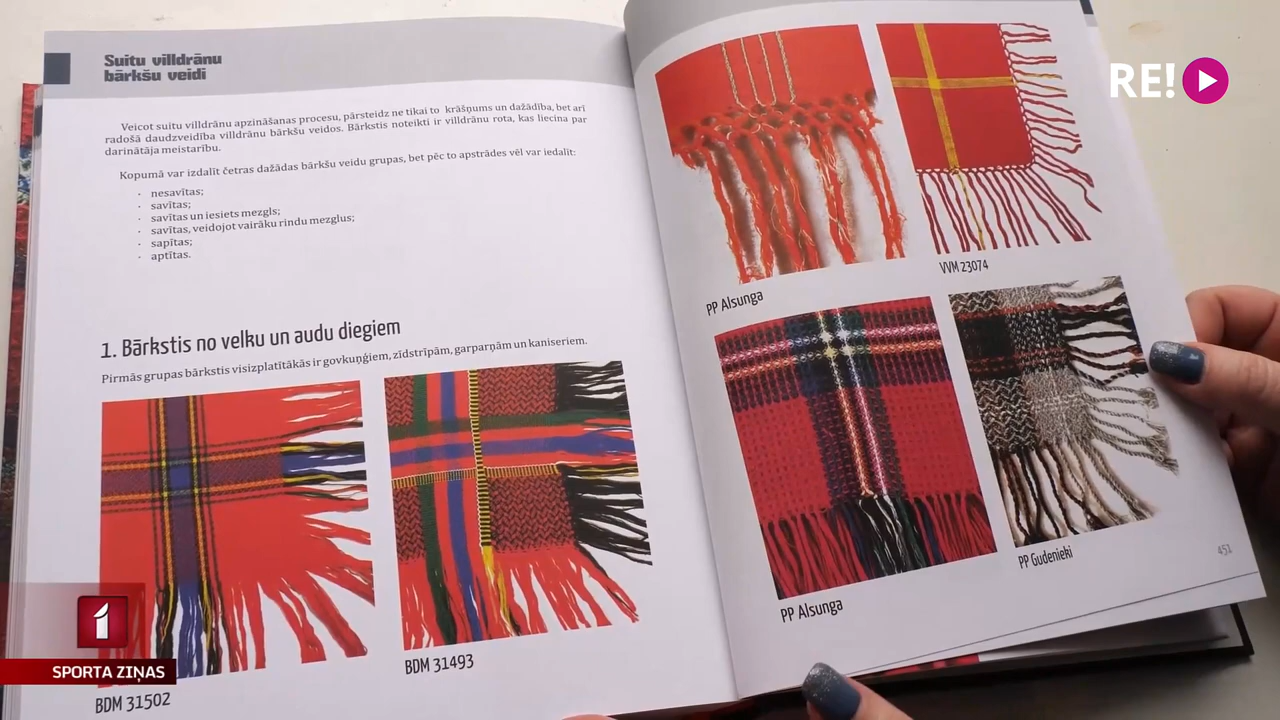 Suitu villdrānu
bārkšu veidi
Veicot suitu villdrānu apzināšanas procesu, pārsteidz ne tikai to krāšņums un dažādība, bet arī
radošā daudzveidība villdrānu bārkšu veidos. Bārkstis noteikti ir villdrānu rota, kas liecina par
darinātāja meistarību.
Kopumā var izdalīt četras dažādas bārkšu veidu grupas, bet pēc to apstrādes vēl var iedalīt:
· nesavītas;
· savītas;
· savītas un iesiets mezgls;
· savītas, veidojot vairāku rindu mezglus;
· sapītas;
· aptītas.
1. Bārkstis no velku un audu diegiem
Pirmās grupas bārkstis visizplatītākās ir govkuņģiem, zīdstrīpām, garparņām un kaniseriem.
BDM 31502
BDM 31493
PP Alsunga
VVM 23074
PP Alsunga
PP Gudenieki
451
RE!
1
SPORTA ZIŅAS